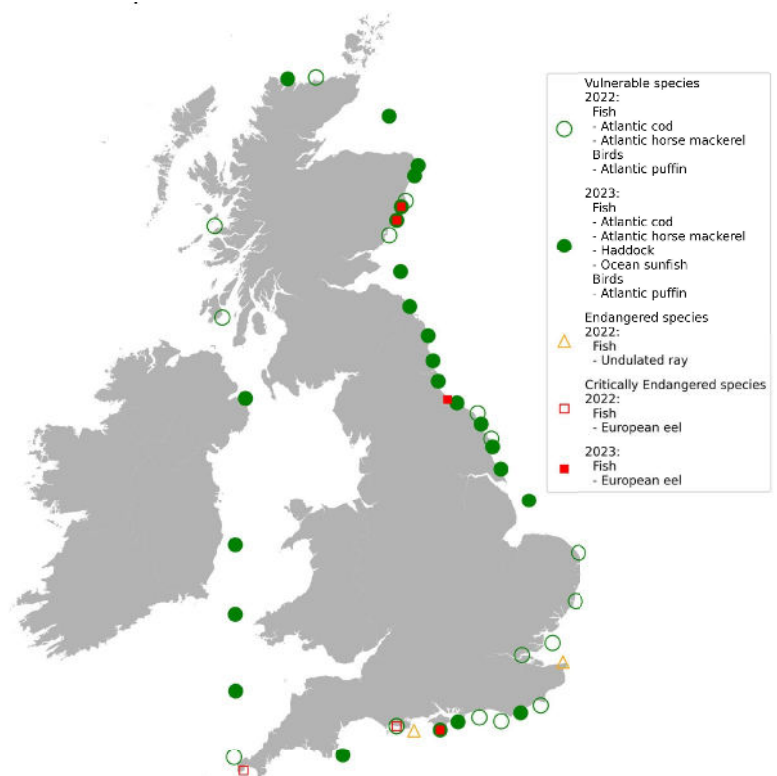 Vulnerable species
2022:
Fish
- Atlantic cod
- Atlantic horse mackerel
Birds
- Atlantic puffin
2023:
Fish
- Atlantic cod
- Atlantic horse mackerel
- Haddock
- Ocean sunfish
Birds
- Atlantic puffin
Endangered species
2022:
Fish
- Undulated ray
Critically Endangered species
2022:
Fish
- European eel
2023:
Fish
- European eel